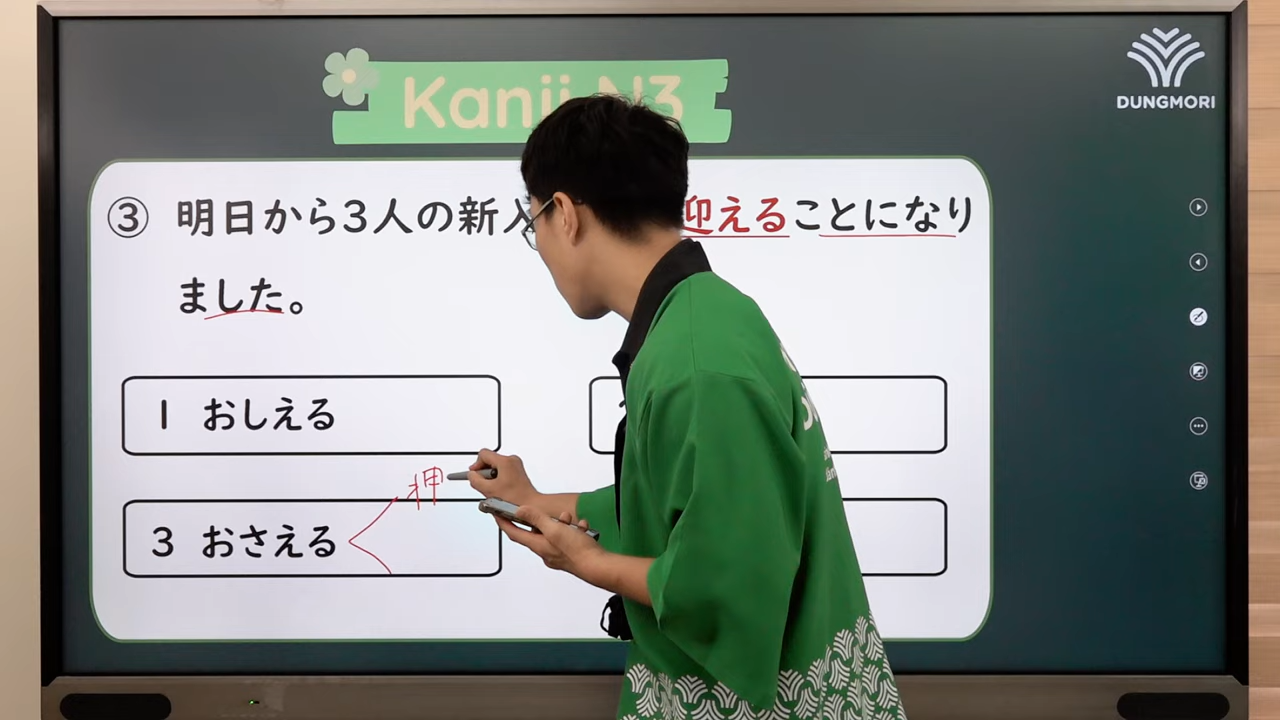 Kanji N3
DUNGMORI
③ 明日から3人の新入 迎えることになり
ました。
1 おしえる
押
3 おさえる